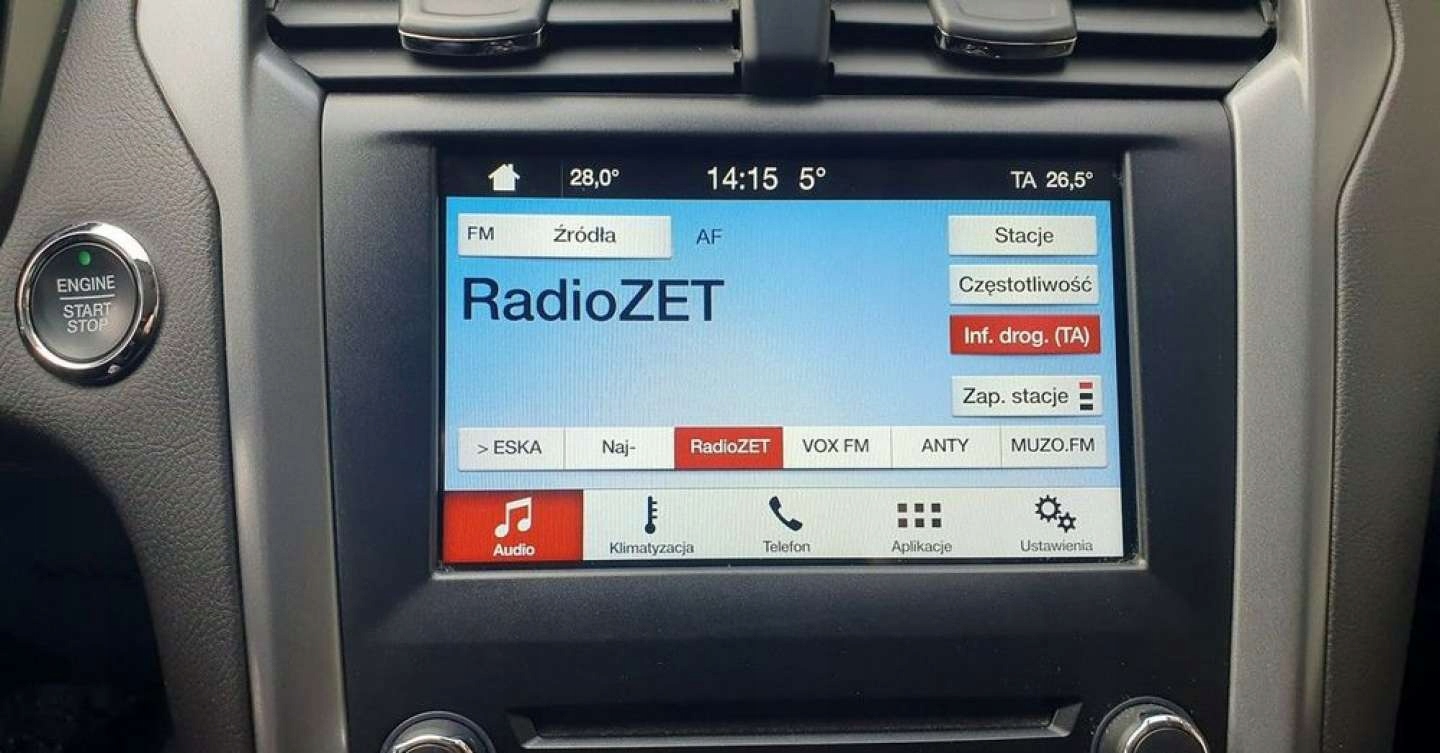 28,0° 14:15 5° TA 26,5°
FM Źródła AF Stacje
RadioZET
Częstotliwość
Inf. drog. (TA)
Zap. stacje
> ESKA Naj- RadioZET VOX FM ANTY MUZO.FM
Audio Klimatyzacja Telefon Aplikacje Ustawienia
ENGINE
START
STOP